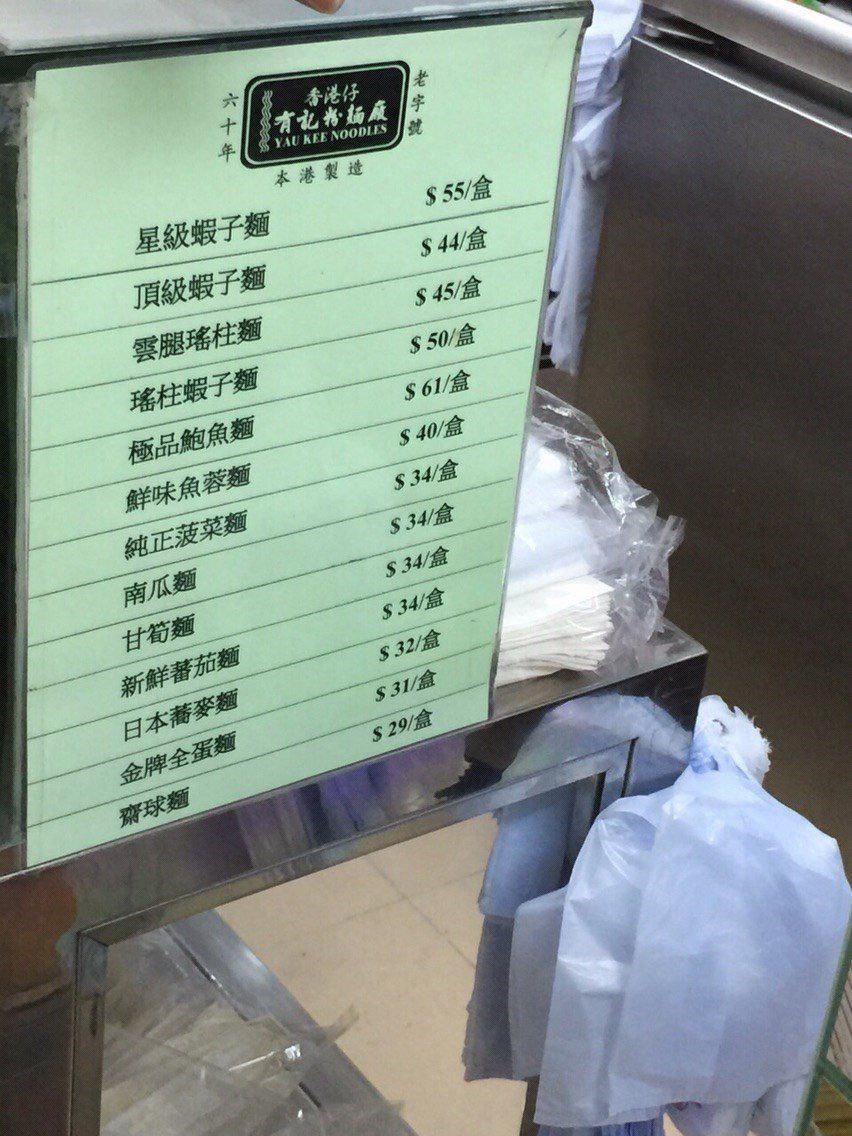 六十年
香港仔
有記粉麵廠
YAU KEE NOODLES
老字號
本港製造
星級蝦子麵 $ 55/盒
頂級蝦子麵 $ 44/盒
雲腿瑤柱麵 $ 45/盒
瑤柱蝦子麵 $ 50/盒
極品鮑魚麵 $ 61/盒
鮮味魚蓉麵 $ 40/盒
純正菠菜麵 $ 34/盒
南瓜麵 $ 34/盒
甘筍麵 $ 34/盒
新鮮蕃茄麵 $ 34/盒
日本蕎麥麵 $ 32/盒
金牌全蛋麵 $ 31/盒
齋球麵 $ 29/盒